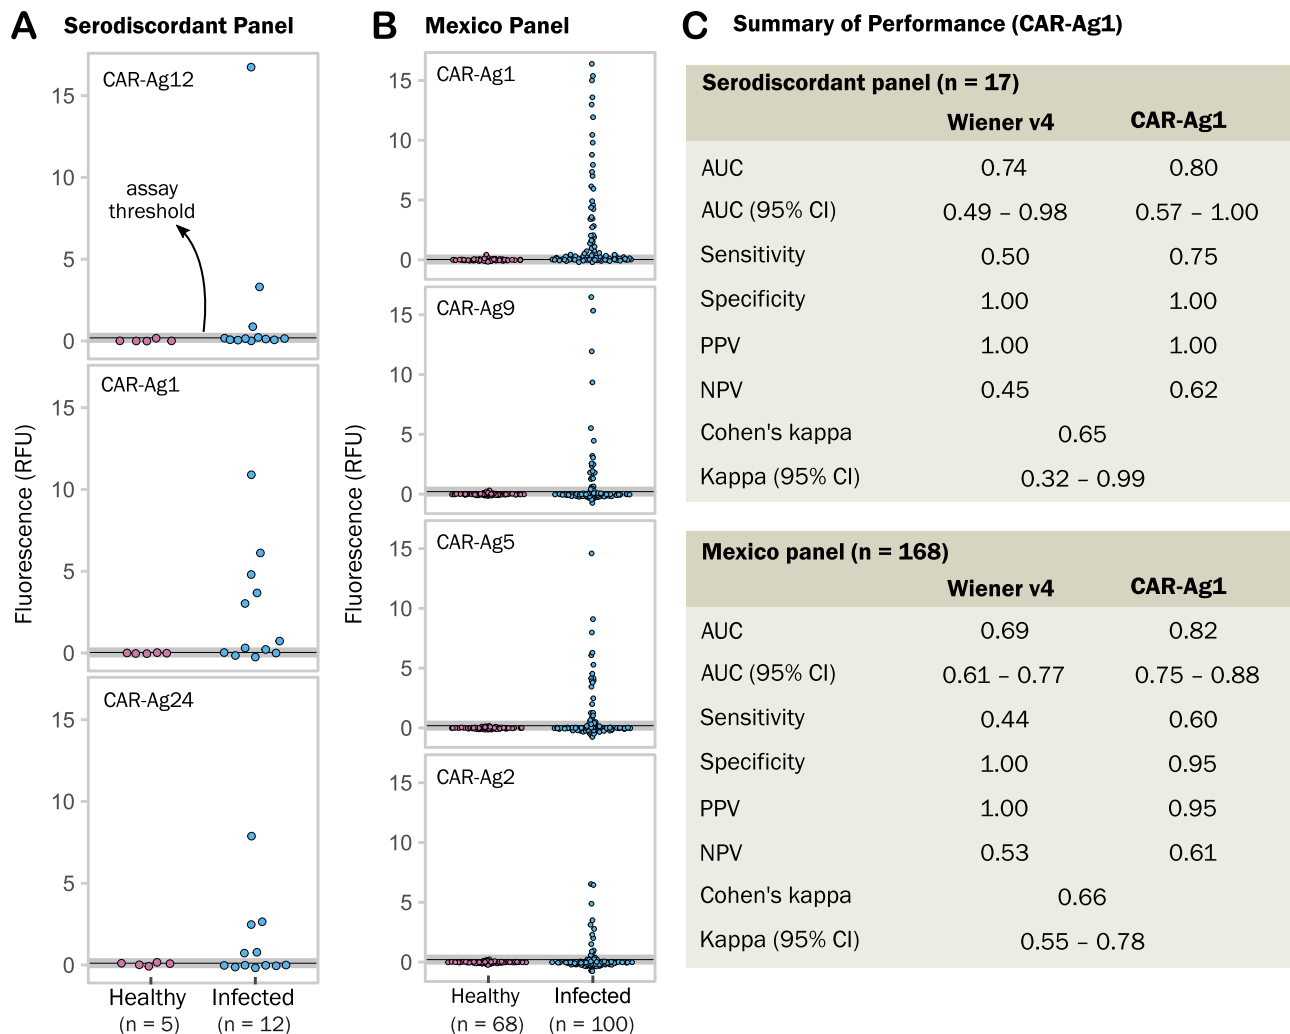 A Serodiscordant Panel
CAR-Ag12
15
10
5
0
assay
threshold
CAR-Ag1
15
10
5
0
CAR-Ag24
15
10
5
0
Fluorescence (RFU)
Healthy
(n = 5)
Infected
(n = 12)
B Mexico Panel
CAR-Ag1
15
10
5
0
CAR-Ag9
15
10
5
0
CAR-Ag5
15
10
5
0
CAR-Ag2
15
10
5
0
Fluorescence (RFU)
Healthy
(n = 68)
Infected
(n = 100)
C Summary of Performance (CAR-Ag1)
Serodiscordant panel (n = 17)
Wiener v4 CAR-Ag1
AUC 0.74 0.80
AUC (95% CI) 0.49 – 0.98 0.57 – 1.00
Sensitivity 0.50 0.75
Specificity 1.00 1.00
PPV 1.00 1.00
NPV 0.45 0.62
Cohen's kappa 0.65
Kappa (95% CI) 0.32 – 0.99
Mexico panel (n = 168)
Wiener v4 CAR-Ag1
AUC 0.69 0.82
AUC (95% CI) 0.61 – 0.77 0.75 – 0.88
Sensitivity 0.44 0.60
Specificity 1.00 0.95
PPV 1.00 0.95
NPV 0.53 0.61
Cohen's kappa 0.66
Kappa (95% CI) 0.55 – 0.78